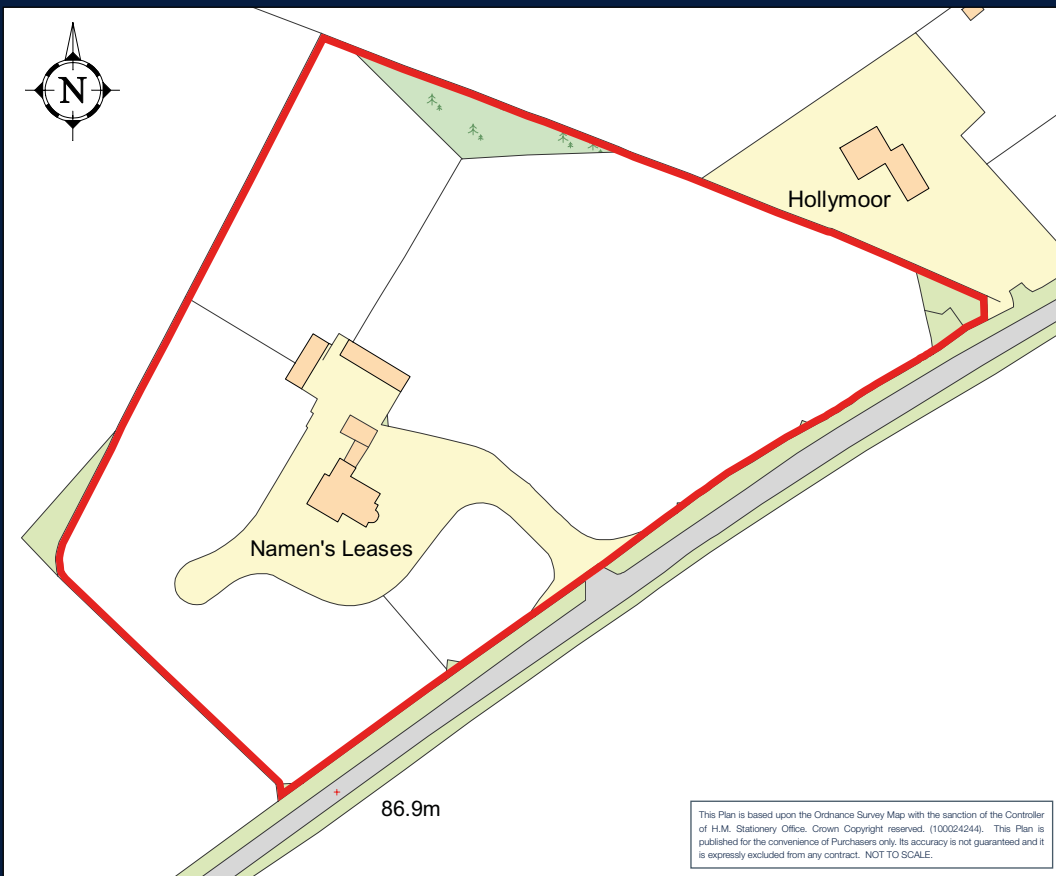 N
Hollymoor
Namen's Leases
86.9m
This Plan is based upon the Ordnance Survey Map with the sanction of the Controller
of H.M. Stationery Office. Crown Copyright reserved. (100024244). This Plan is
published for the convenience of Purchasers only. Its accuracy is not guaranteed and it
is expressly excluded from any contract. NOT TO SCALE.